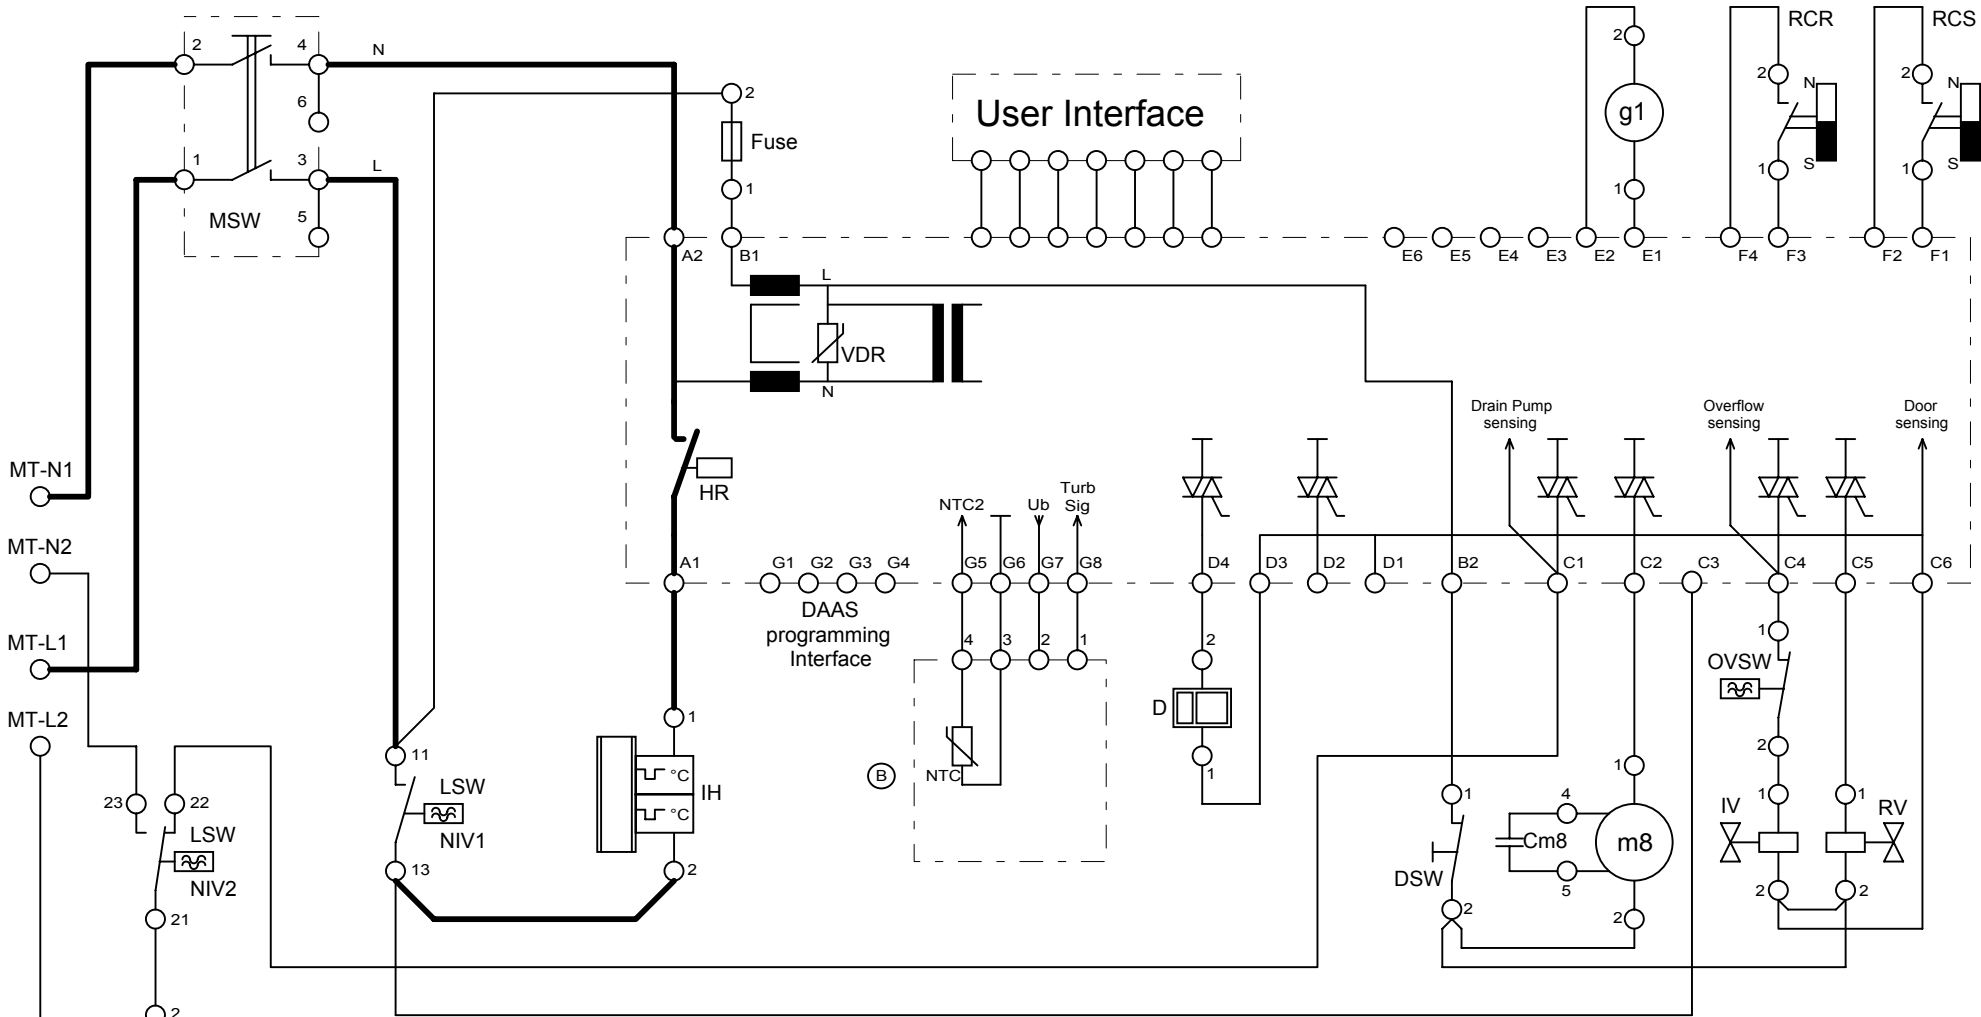 2 4 N
6
1 3 L
5
MSW
2
Fuse
1
User Interface
2
g1
1
RCR
2 N
1 S
RCS
2 N
1 S
A2 B1
E6 E5 E4 E3 E2 E1 F4 F3 F2 F1
L
VDR
N
HR
MT-N1
MT-N2
MT-L1
MT-L2
NTC2
Ub
Turb
Sig
Drain Pump
sensing
Overflow
sensing
Door
sensing
A1 G1 G2 G3 G4 G5 G6 G7 G8 D4 D3 D2 D1 B2 C1 C2 C3 C4 C5 C6
DAAS
programming
Interface
4 3 2 1
NTC
B
2
D
1
1
OVSW
2
11
LSW
NIV1
13
23 22
LSW
NIV2
21
2
1
°C
°C
IH
2
1
DSW
2
4
Cm8
5
1
m8
2
1
IV
2
1
RV
2